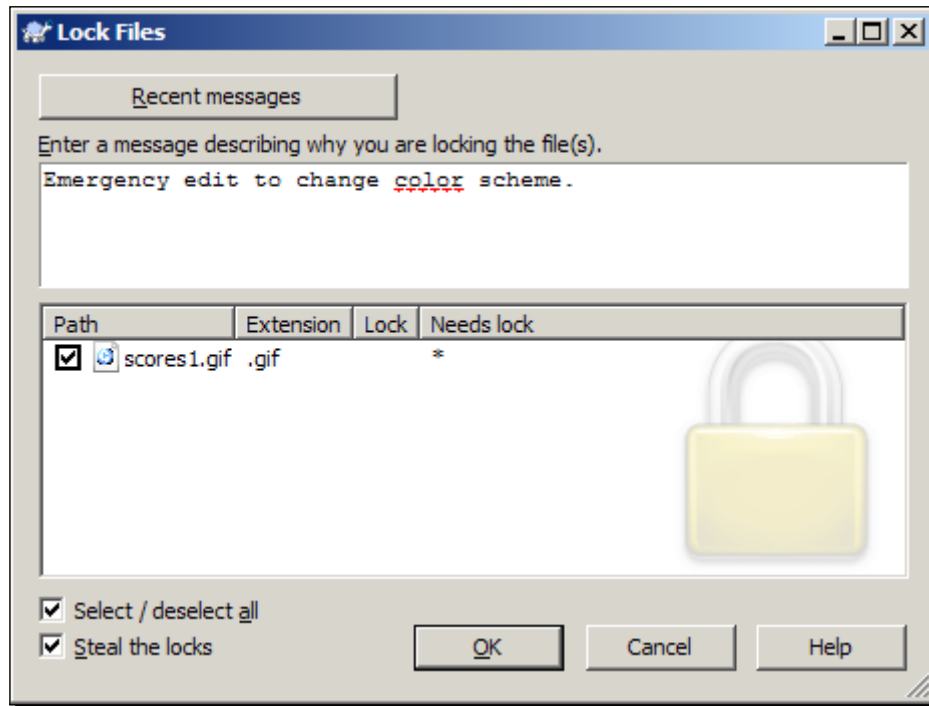 Lock Files
Recent messages
Enter a message describing why you are locking the file(s).
Emergency edit to change color scheme.
Path Extension Lock Needs lock
scores1.gif .gif *
Select / deselect all
Steal the locks
OK Cancel Help